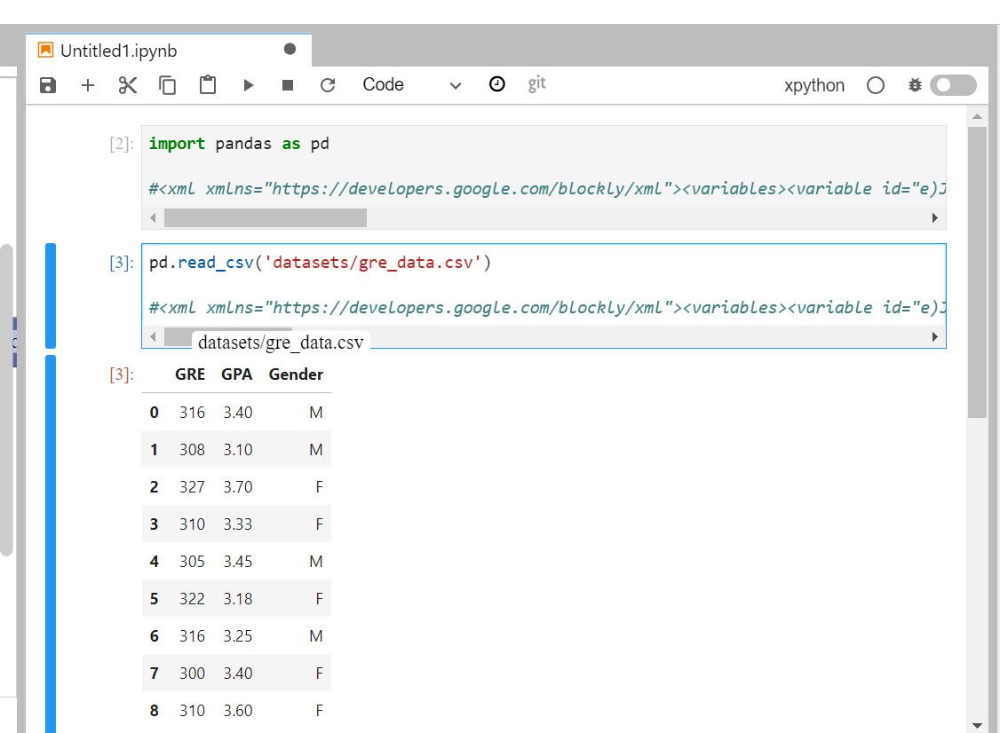 Untitled1.ipynb
Code
git
xpython
[2]:
import pandas as pd
#<xml xmlns="https://developers.google.com/blockly/xml"><variables><variable id="e)J
[3]:
pd.read_csv('datasets/gre_data.csv')
#<xml xmlns="https://developers.google.com/blockly/xml"><variables><variable id="e)J
datasets/gre_data.csv
[3]:
GRE GPA Gender
0 316 3.40 M
1 308 3.10 M
2 327 3.70 F
3 310 3.33 F
4 305 3.45 M
5 322 3.18 F
6 316 3.25 M
7 300 3.40 F
8 310 3.60 F